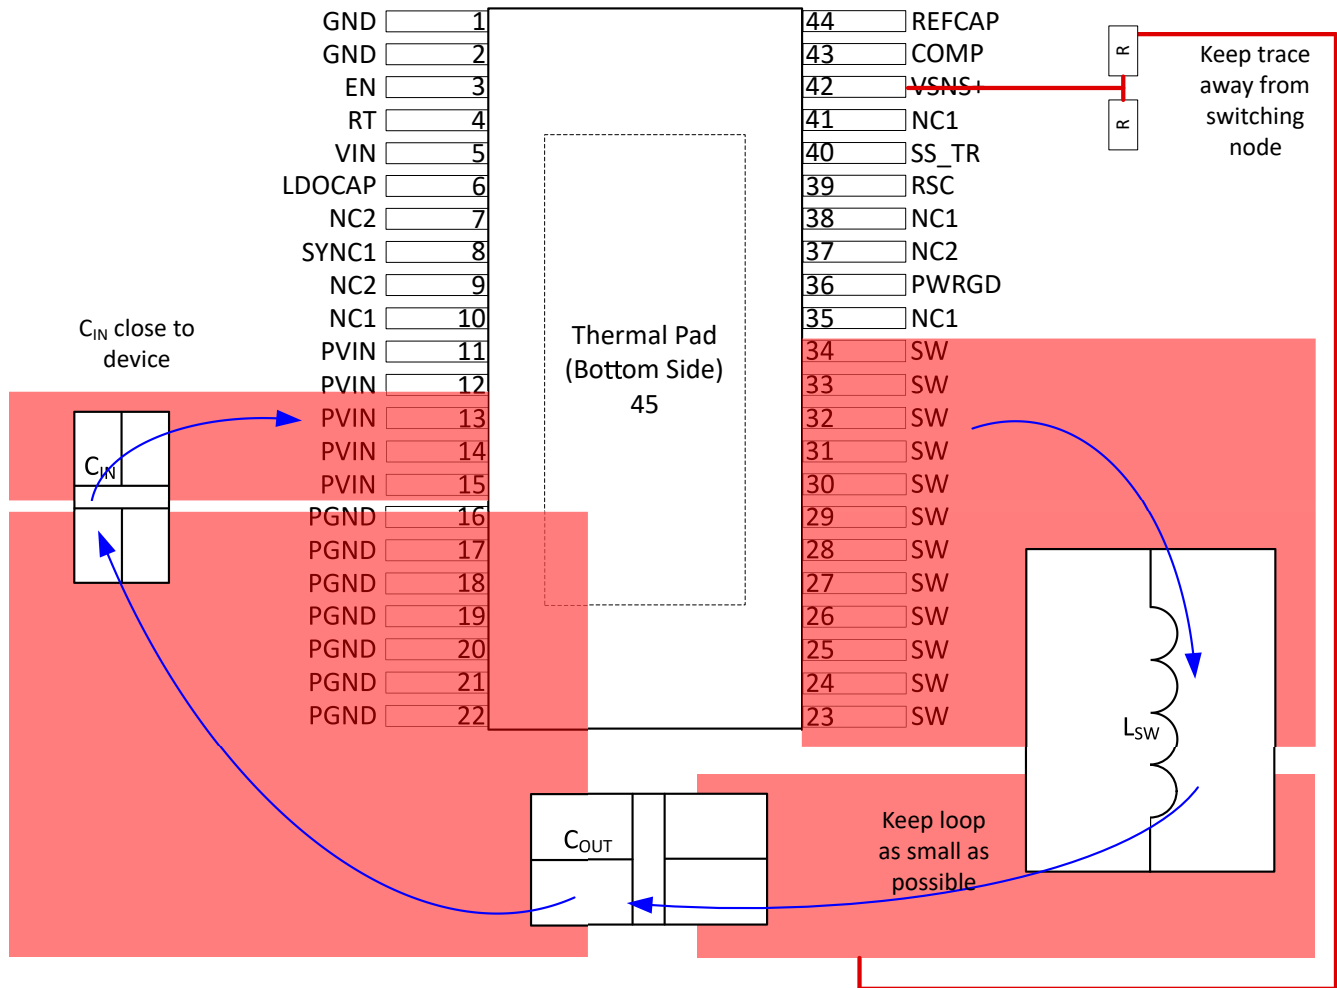 GND 1
GND 2
EN 3
RT 4
VIN 5
LDOCAP 6
NC2 7
SYNC1 8
NC2 9
NC1 10
PVIN 11
PVIN 12
PVIN 13
PVIN 14
PVIN 15
PGND 16
PGND 17
PGND 18
PGND 19
PGND 20
PGND 21
PGND 22
44 REFCAP
43 COMP
42 VSNS+
41 NC1
40 SS_TR
39 RSC
38 NC1
37 NC2
36 PWRGD
35 NC1
34 SW
33 SW
32 SW
31 SW
30 SW
29 SW
28 SW
27 SW
26 SW
25 SW
24 SW
23 SW
Thermal Pad
(Bottom Side)
45
R
R
Keep trace
away from
switching
node
CIN close to
device
CIN
COUT
LSW
Keep loop
as small as
possible